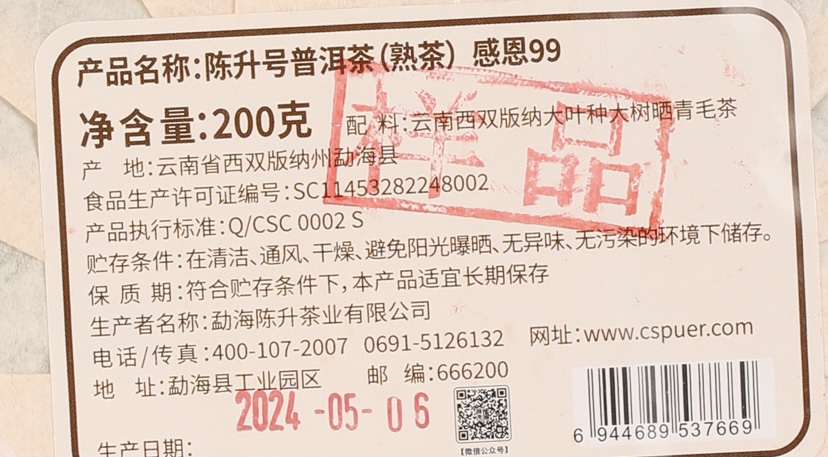 产品名称:陈升号普洱茶(熟茶) 感恩99
净含量:200克 配 料:云南西双版纳大叶种大树晒青毛茶
样品
产 地:云南省西双版纳州勐海县
食品生产许可证编号:SC11453282248002
产品执行标准:Q/CSC 0002 S
贮存条件:在清洁、通风、干燥、避免阳光曝晒、无异味、无污染的环境下储存。
保 质 期:符合贮存条件下,本产品适宜长期保存
生产者名称:勐海陈升茶业有限公司
电话/传真:400-107-2007 0691-5126132 网址:www.cspuer.com
地 址:勐海县工业园区 邮 编:666200
2024-05-06
生产日期:
【微信公众号】
6 944689 537669